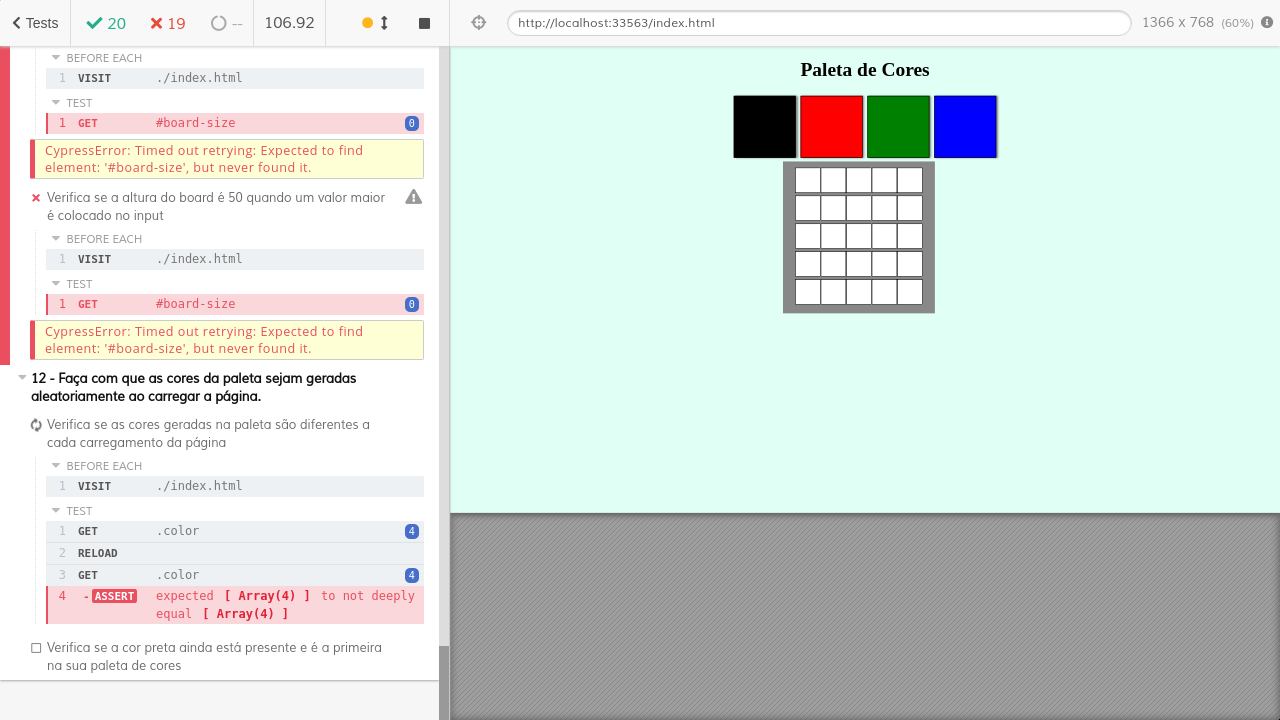 Tests 20 19 -- 106.92
http://localhost:33563/index.html 1366 x 768 (60%)
BEFORE EACH
1 VISIT ./index.html
TEST
1 GET #board-size 0
CypressError: Timed out retrying: Expected to find
element: '#board-size', but never found it.
Verifica se a altura do board é 50 quando um valor maior
é colocado no input
BEFORE EACH
1 VISIT ./index.html
TEST
1 GET #board-size 0
CypressError: Timed out retrying: Expected to find
element: '#board-size', but never found it.
12 - Faça com que as cores da paleta sejam geradas
aleatoriamente ao carregar a página.
Verifica se as cores geradas na paleta são diferentes a
cada carregamento da página
BEFORE EACH
1 VISIT ./index.html
TEST
1 GET .color 4
2 RELOAD
3 GET .color 4
4 -ASSERT expected [ Array(4) ] to not deeply
equal [ Array(4) ]
Verifica se a cor preta ainda está presente e é a primeira
na sua paleta de cores
Paleta de Cores